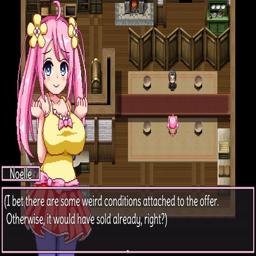 Noelle
(I bet there are some weird conditions attached to the offer.
Otherwise, it would have sold already, right?)